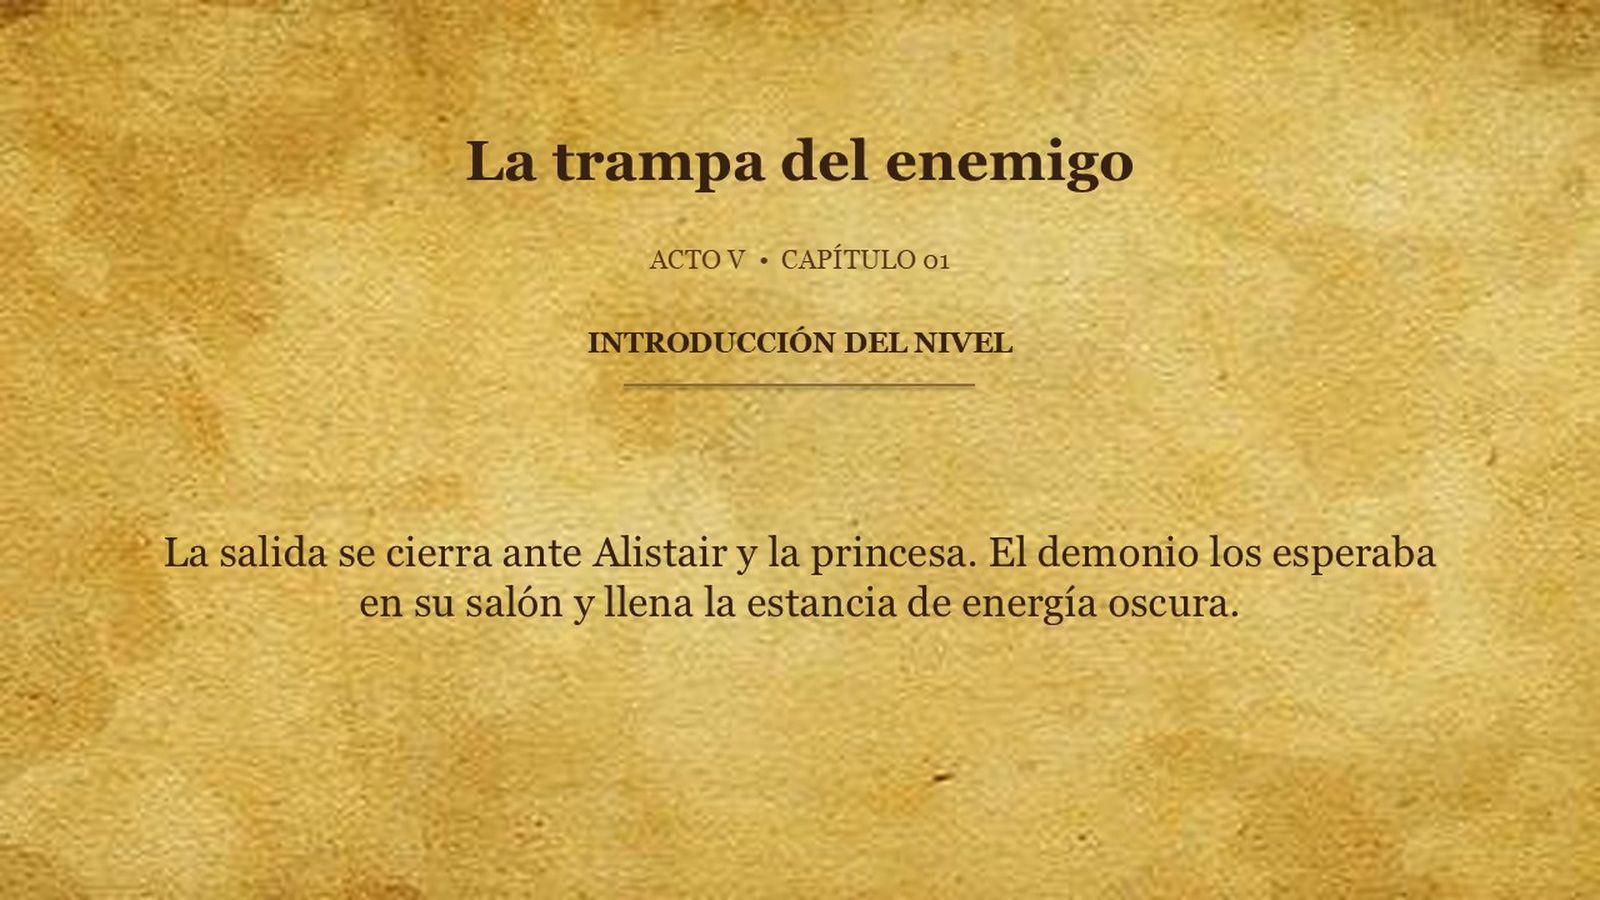 La trampa del enemigo
ACTO V • CAPÍTULO 01
INTRODUCCIÓN DEL NIVEL
La salida se cierra ante Alistair y la princesa. El demonio los esperaba
en su salón y llena la estancia de energía oscura.